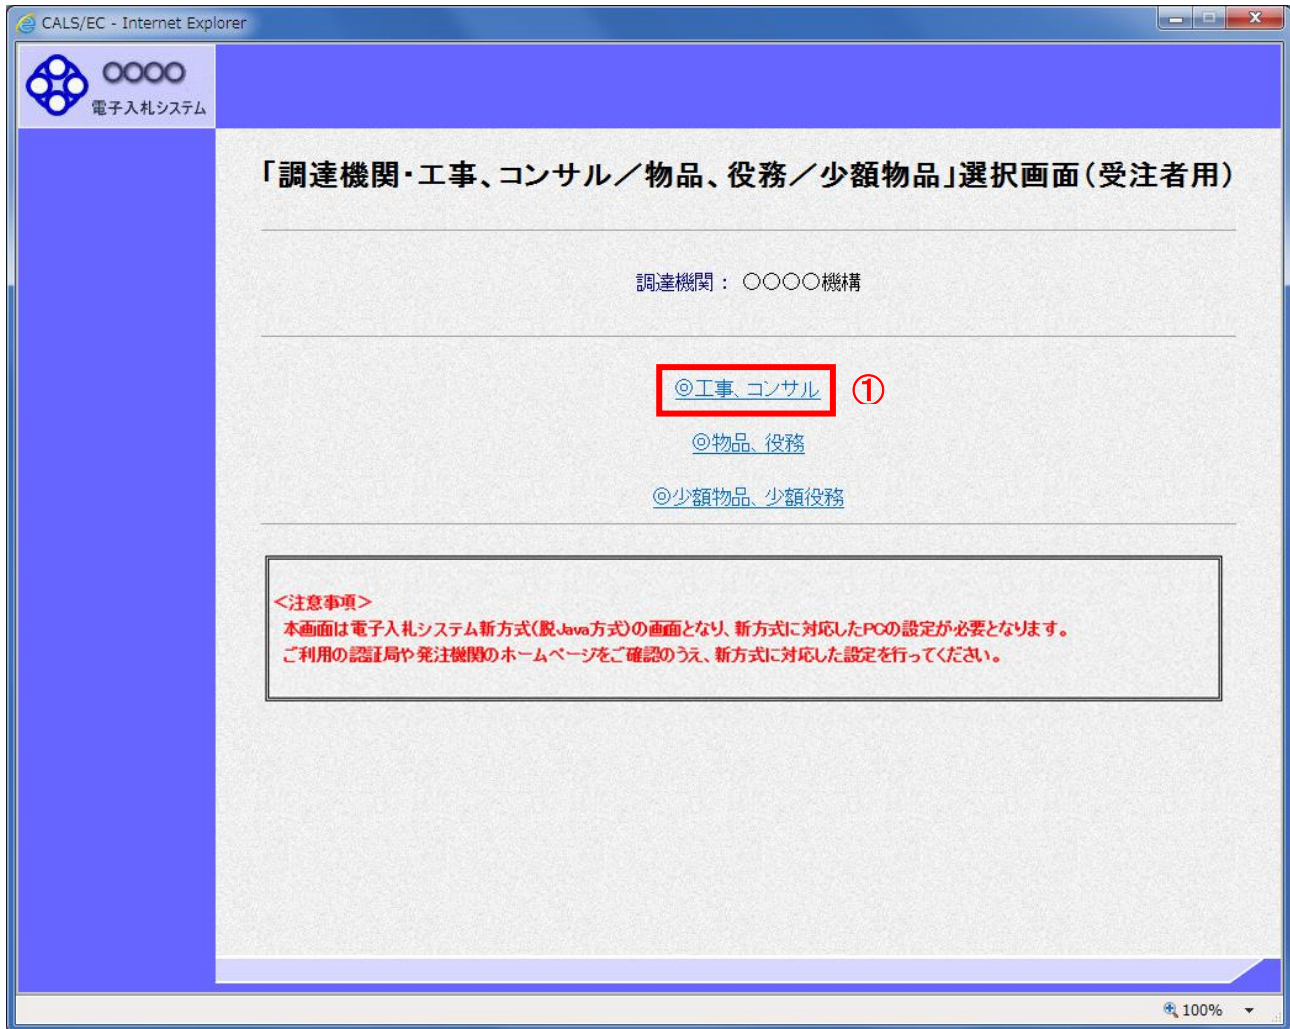 CALS/EC - Internet Explorer
○○○○
電子入札システム
「調達機関・工事、コンサル／物品、役務／少額物品」選択画面(受注者用)
調達機関： ○○○○機構
◎工事、コンサル ①
◎物品、役務
◎少額物品、少額役務
＜注意事項＞
本画面は電子入札システム新方式(脱Java方式)の画面となり、新方式に対応したPCの設定が必要となります。
ご利用の認証局や発注機関のホームページをご確認のうえ、新方式に対応した設定を行ってください。
100%